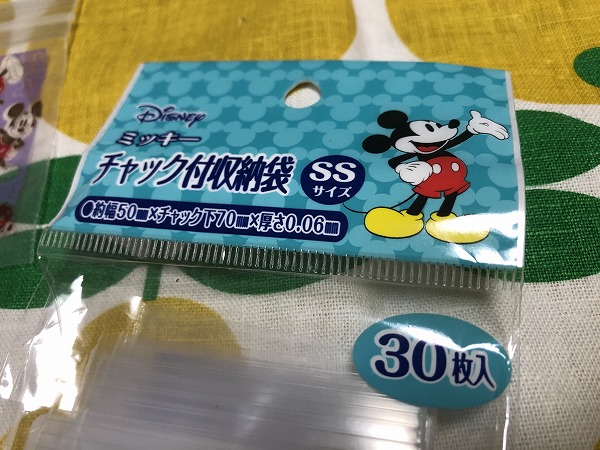 Disney
ミッキー
チャック付収納袋
SS
サイズ
●約幅50mm×チャック下70mm×厚さ0.06mm
30枚入